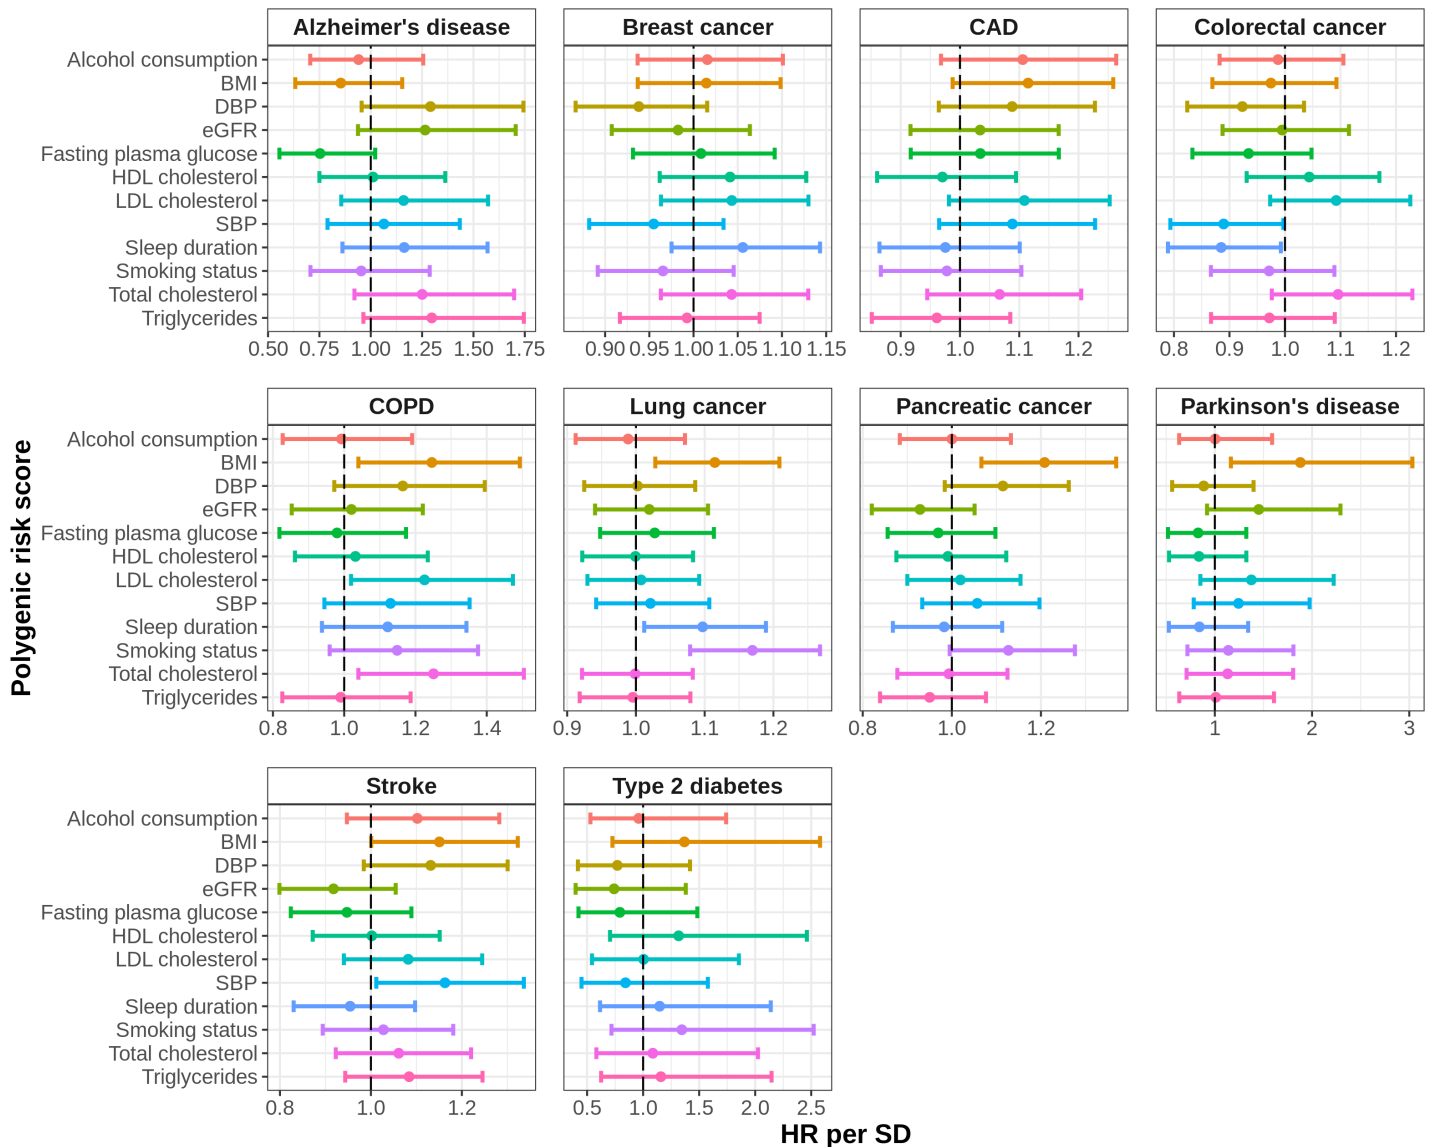 Alzheimer's disease Breast cancer CAD Colorectal cancer
Alcohol consumption
BMI
DBP
eGFR
Fasting plasma glucose
HDL cholesterol
LDL cholesterol
SBP
Sleep duration
Smoking status
Total cholesterol
Triglycerides
0.50 0.75 1.00 1.25 1.50 1.75 0.90 0.95 1.00 1.05 1.10 1.15 0.9 1.0 1.1 1.2 0.8 0.9 1.0 1.1 1.2
COPD Lung cancer Pancreatic cancer Parkinson's disease
Polygenic risk score
Alcohol consumption
BMI
DBP
eGFR
Fasting plasma glucose
HDL cholesterol
LDL cholesterol
SBP
Sleep duration
Smoking status
Total cholesterol
Triglycerides
0.8 1.0 1.2 1.4 0.9 1.0 1.1 1.2 0.8 1.0 1.2 1 2 3
Stroke Type 2 diabetes
Alcohol consumption
BMI
DBP
eGFR
Fasting plasma glucose
HDL cholesterol
LDL cholesterol
SBP
Sleep duration
Smoking status
Total cholesterol
Triglycerides
0.8 1.0 1.2 0.5 1.0 1.5 2.0 2.5
HR per SD